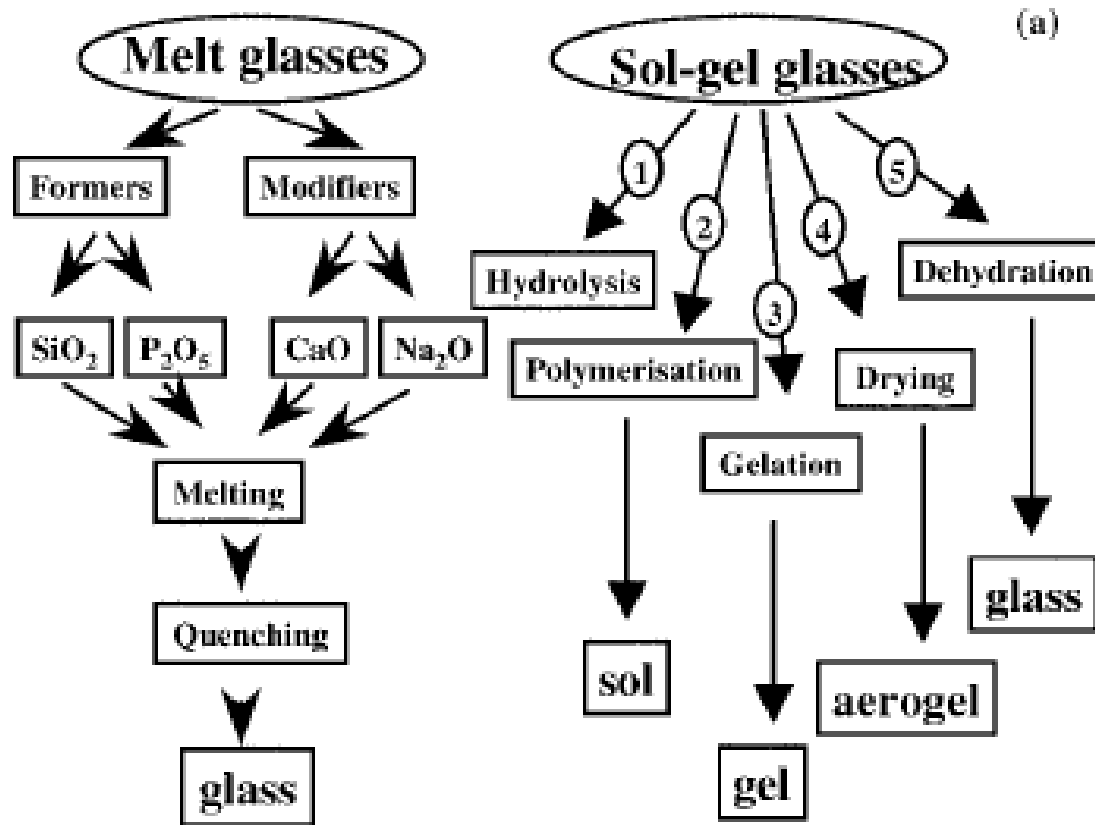 (a)
Melt glasses
Formers
Modifiers
SiO₂
P₂O₅
CaO
Na₂O
Melting
Quenching
glass
Sol-gel glasses
1
2
3
4
5
Hydrolysis
Polymerisation
Gelation
Drying
Dehydration
sol
gel
aerogel
glass